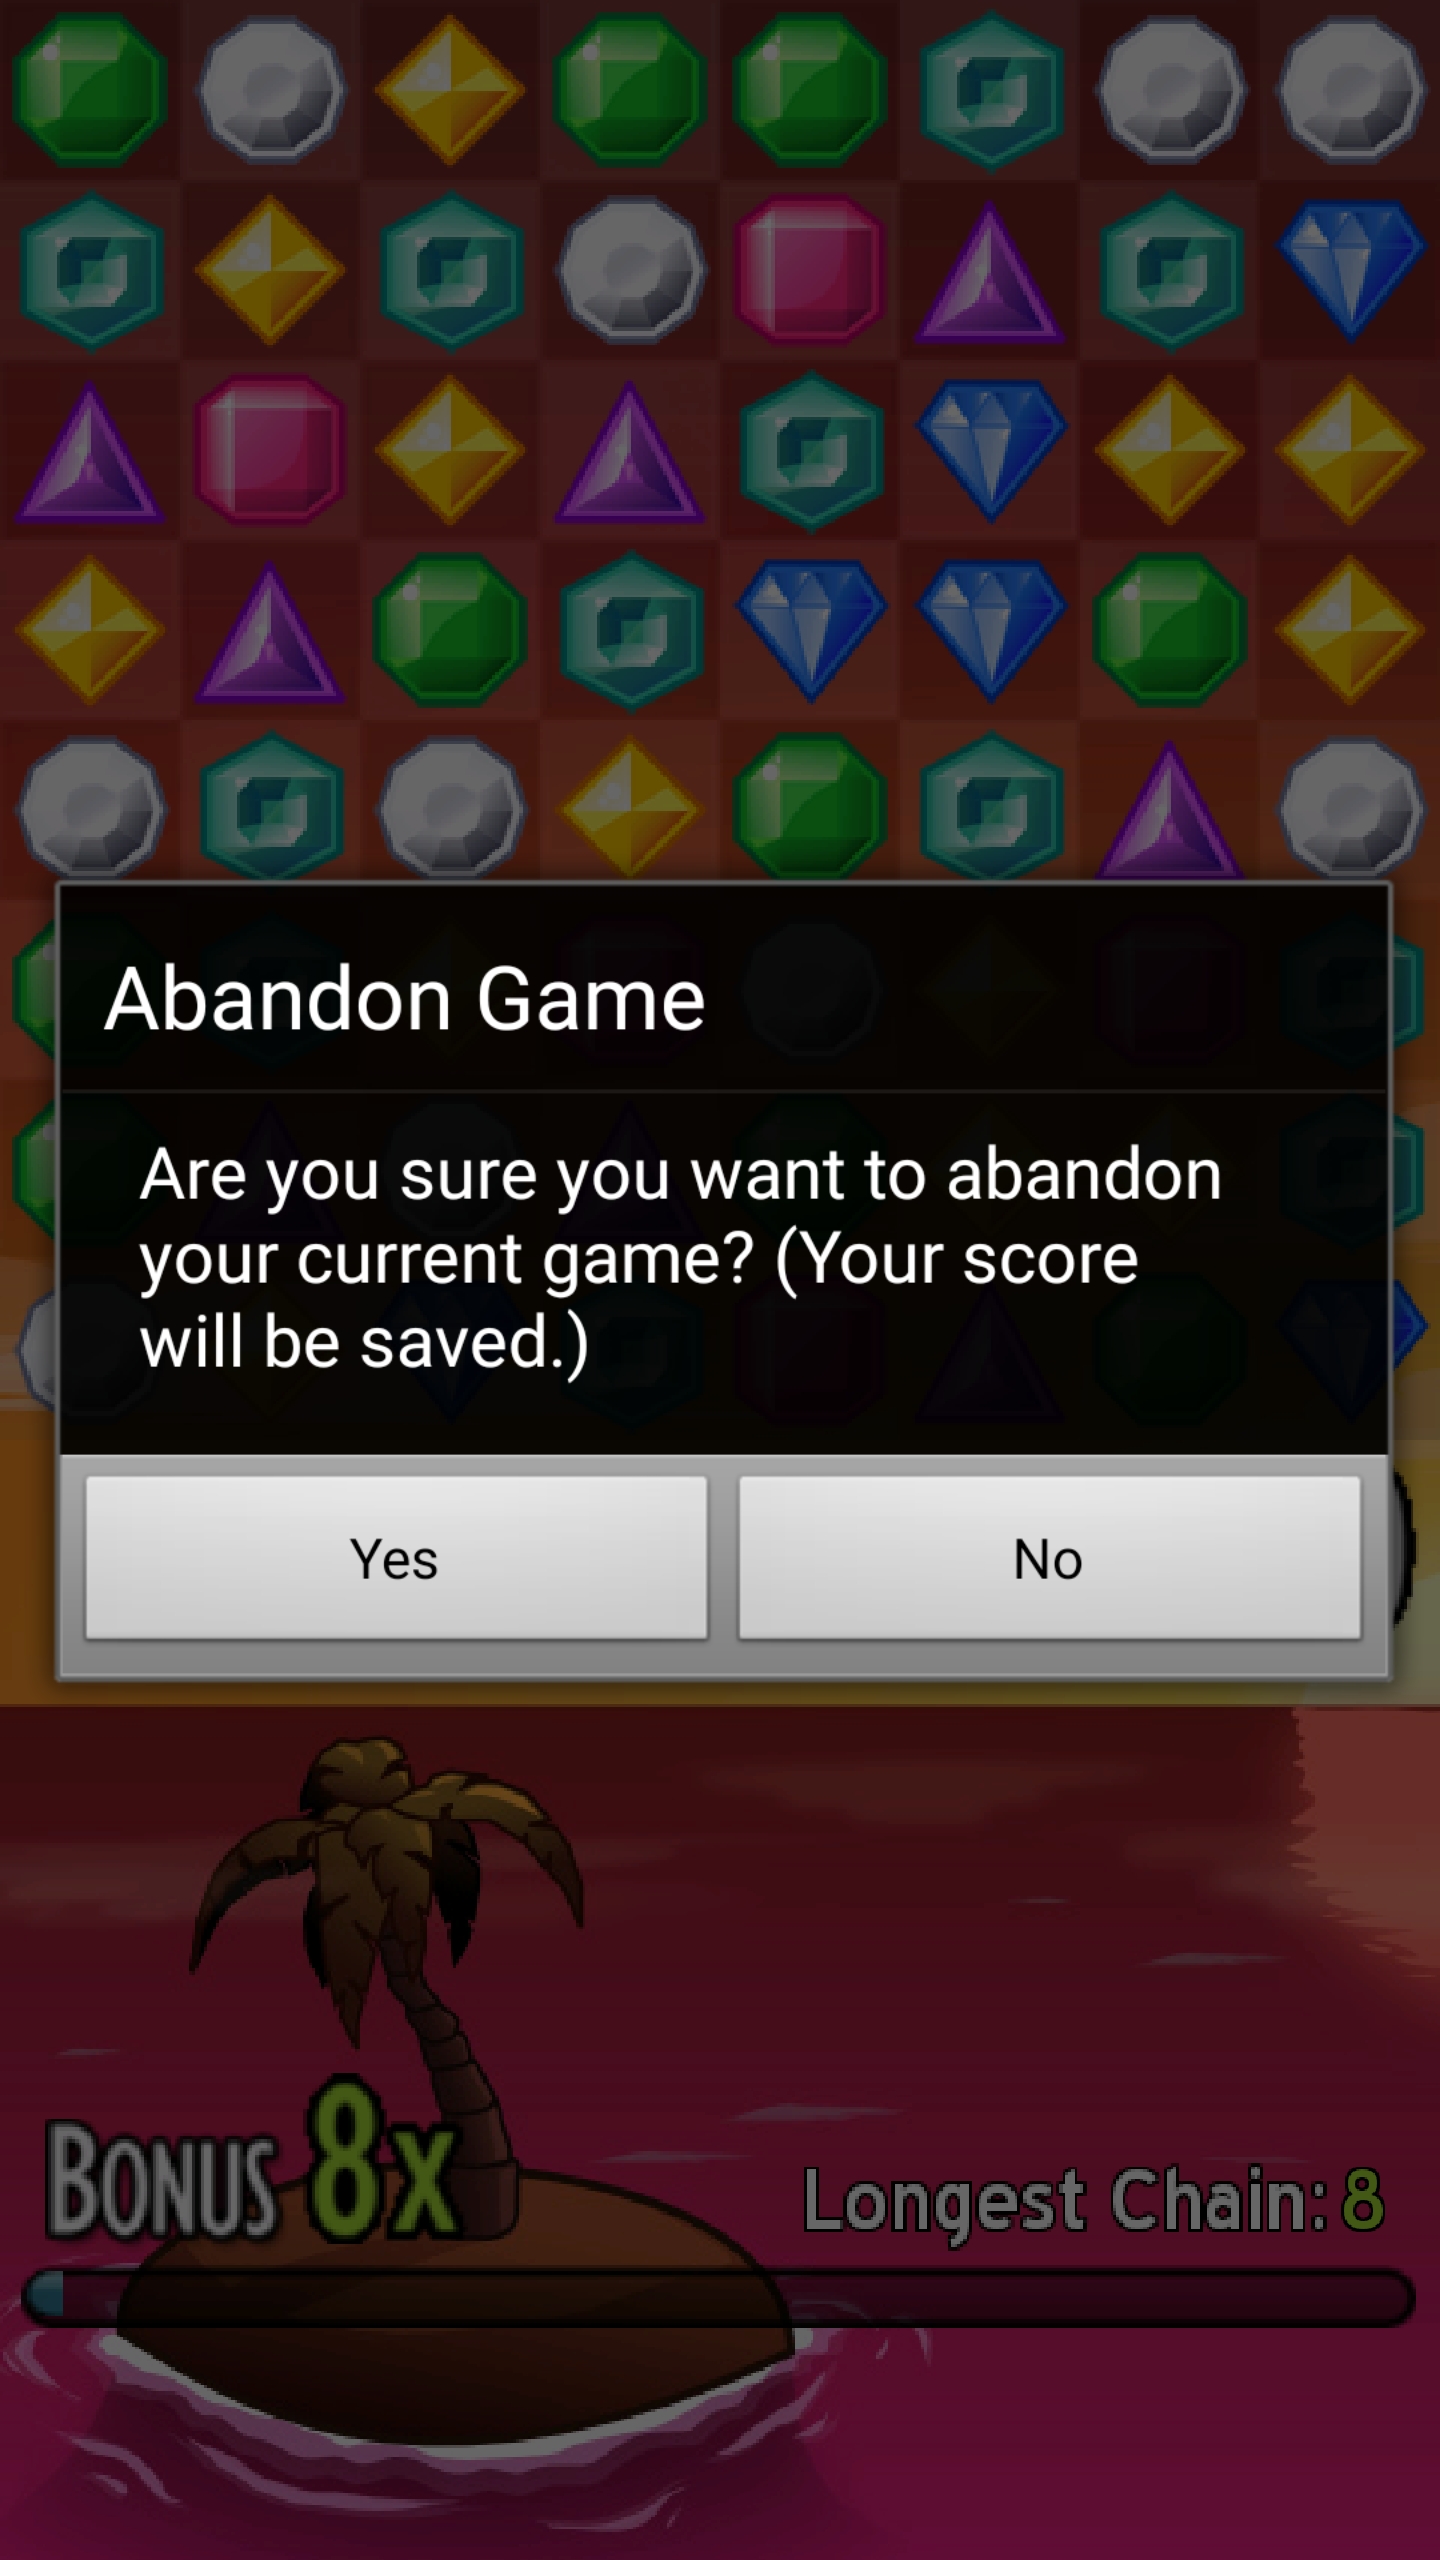 Abandon Game
Are you sure you want to abandon
your current game? (Your score
will be saved.)
Yes
No
BONUS 8x
Longest Chain: 8